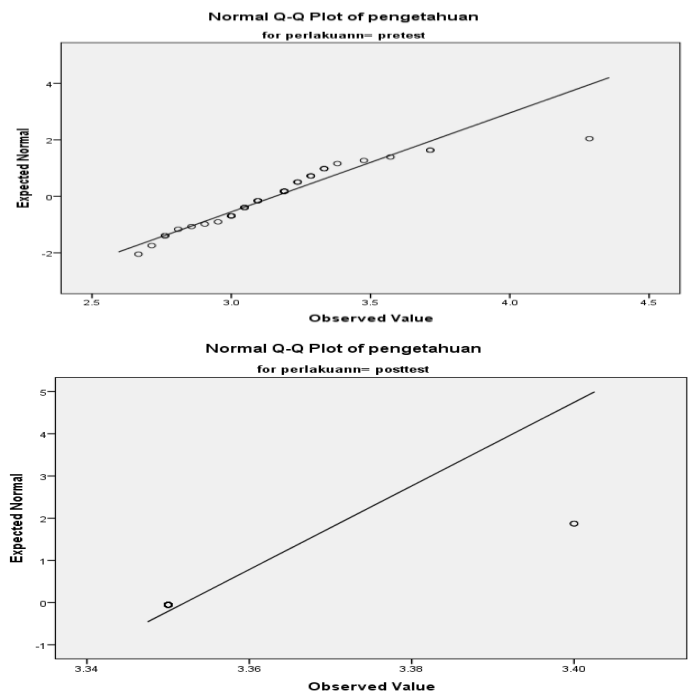 Normal Q-Q Plot of pengetahuan
for perlakuann= pretest
Expected Normal
4
2
0
-2
2.5 3.0 3.5 4.0 4.5
Observed Value
Normal Q-Q Plot of pengetahuan
for perlakuann= posttest
Expected Normal
5
4
3
2
1
0
-1
3.34 3.36 3.38 3.40
Observed Value